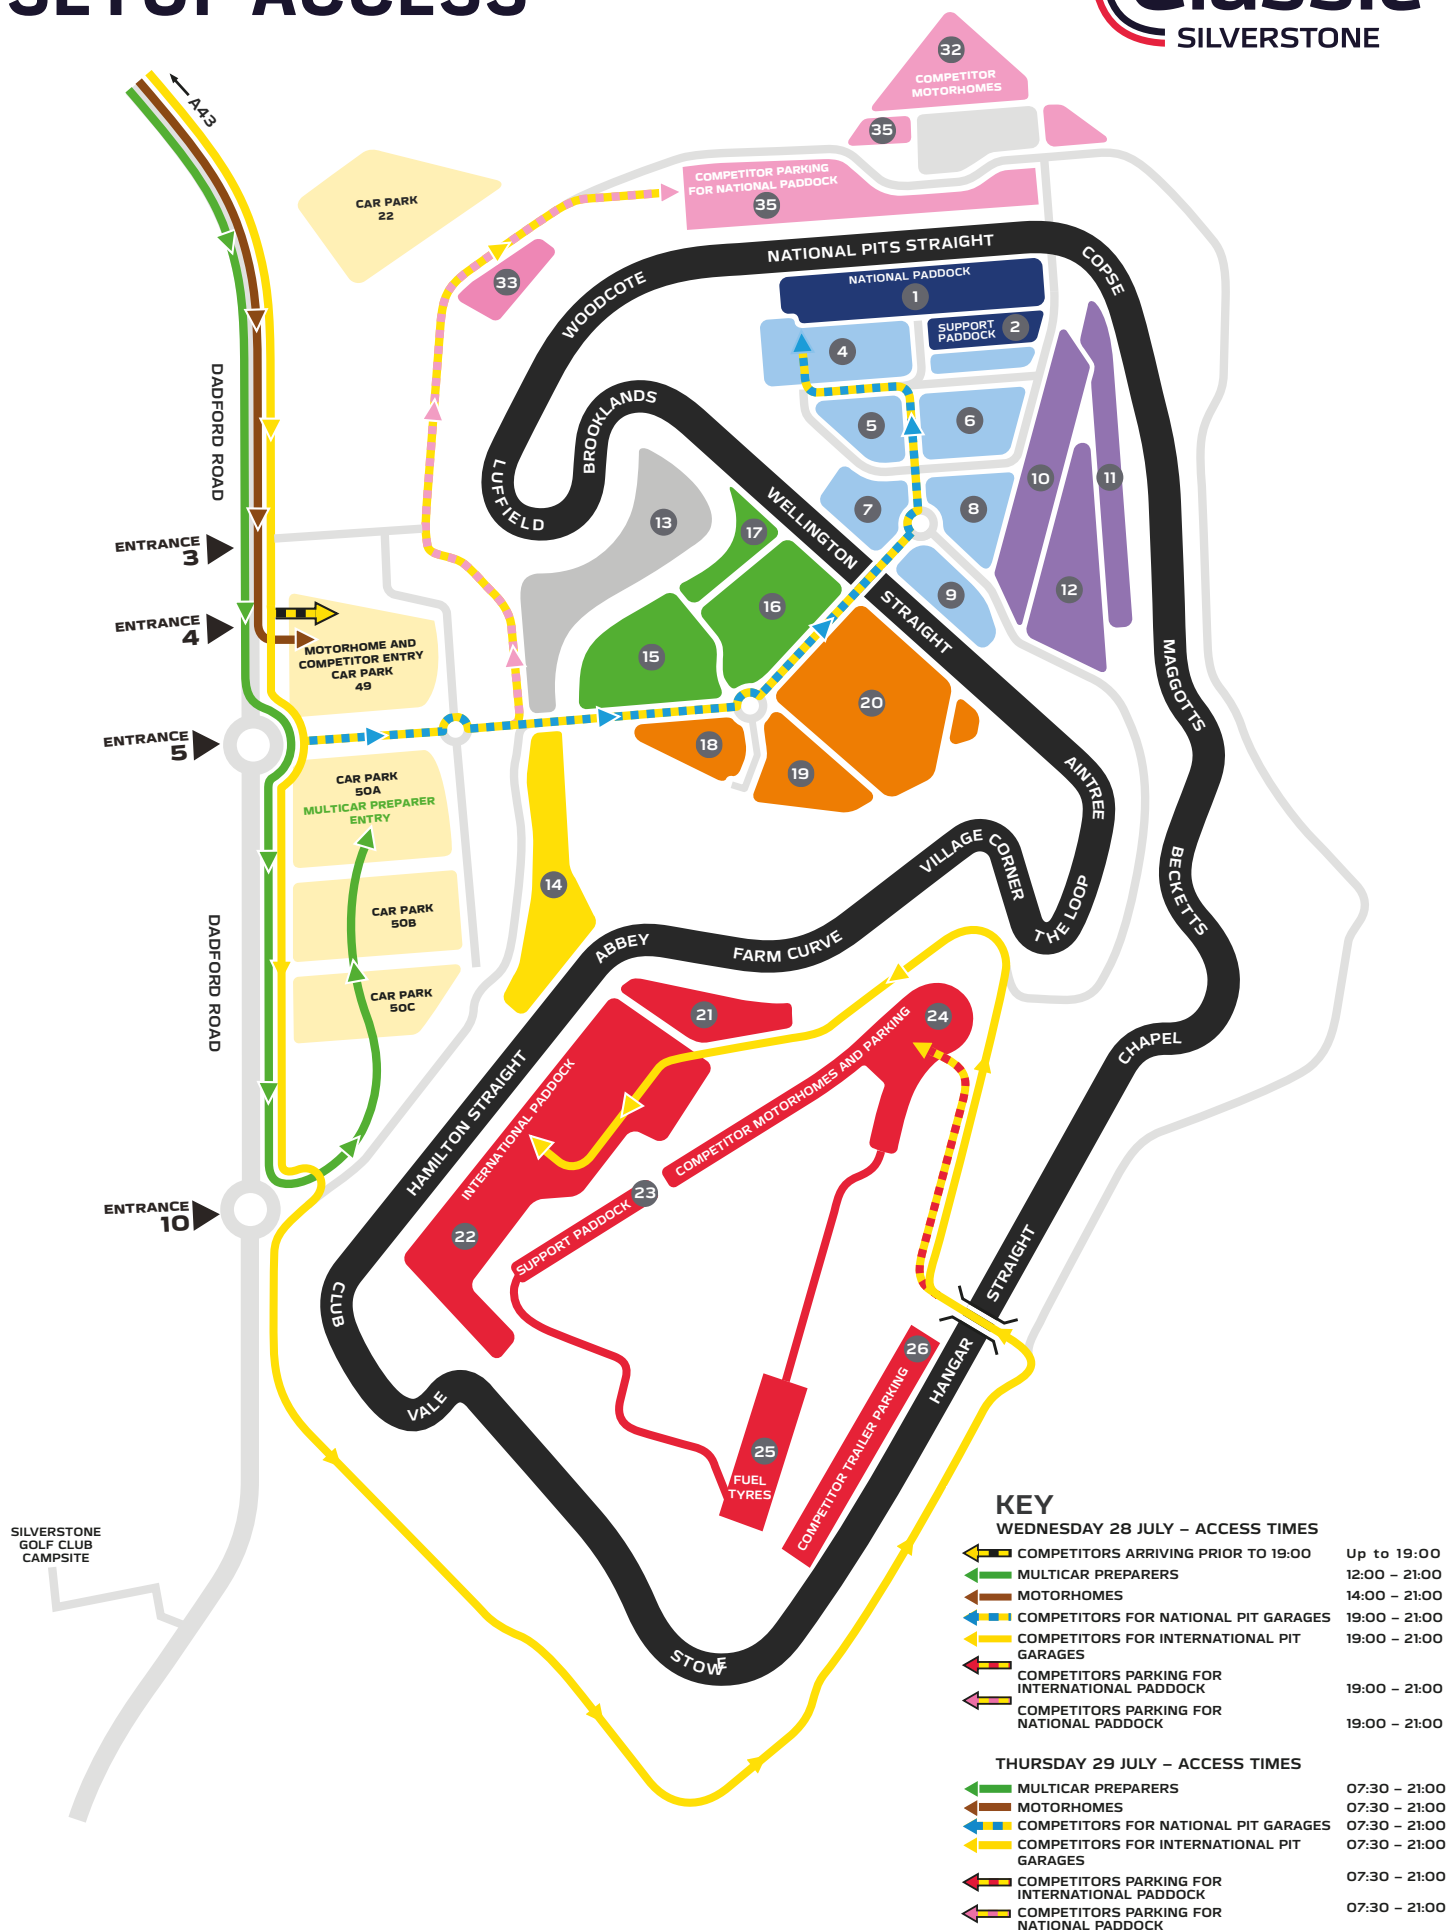 SETUP ACCESS
Classic
SILVERSTONE
A43
32
COMPETITOR
MOTORHOMES
35
COMPETITOR PARKING
FOR NATIONAL PADDOCK
35
CAR PARK
22
33
NATIONAL PITS STRAIGHT
COPSE
WOODCOTE
NATIONAL PADDOCK
1
SUPPORT
PADDOCK
2
4
5
6
DADFORD ROAD
BROOKLANDS
LUFFIELD
WELLINGTON
STRAIGHT
7
8
9
10
11
12
13
17
16
15
ENTRANCE
3
ENTRANCE
4
MOTORHOME AND
COMPETITOR ENTRY
CAR PARK
49
ENTRANCE
5
18
19
20
MAGGOTTS
AINTREE
CAR PARK
50A
MULTICAR PREPARER
ENTRY
CAR PARK
50B
CAR PARK
50C
DADFORD ROAD
14
VILLAGE
CORNER
THE LOOP
BECKETTS
ABBEY
FARM CURVE
CHAPEL
21
24
COMPETITOR MOTORHOMES AND PARKING
HAMILTON STRAIGHT
INTERNATIONAL PADDOCK
22
SUPPORT PADDOCK
23
ENTRANCE
10
CLUB
VALE
STRAIGHT
HANGAR
26
COMPETITOR TRAILER PARKING
25
FUEL
TYRES
STOWE
SILVERSTONE
GOLF CLUB
CAMPSITE
KEY
WEDNESDAY 28 JULY – ACCESS TIMES
COMPETITORS ARRIVING PRIOR TO 19:00 Up to 19:00
MULTICAR PREPARERS 12:00 – 21:00
MOTORHOMES 14:00 – 21:00
COMPETITORS FOR NATIONAL PIT GARAGES 19:00 – 21:00
COMPETITORS FOR INTERNATIONAL PIT 19:00 – 21:00
GARAGES
COMPETITORS PARKING FOR
INTERNATIONAL PADDOCK 19:00 – 21:00
COMPETITORS PARKING FOR
NATIONAL PADDOCK 19:00 – 21:00
THURSDAY 29 JULY – ACCESS TIMES
MULTICAR PREPARERS 07:30 – 21:00
MOTORHOMES 07:30 – 21:00
COMPETITORS FOR NATIONAL PIT GARAGES 07:30 – 21:00
COMPETITORS FOR INTERNATIONAL PIT 07:30 – 21:00
GARAGES
COMPETITORS PARKING FOR 07:30 – 21:00
INTERNATIONAL PADDOCK
COMPETITORS PARKING FOR 07:30 – 21:00
NATIONAL PADDOCK